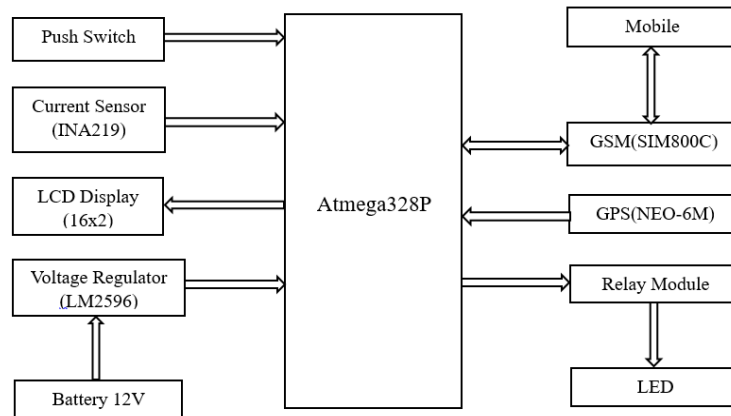 Push Switch
Current Sensor
(INA219)
LCD Display
(16x2)
Voltage Regulator
(LM2596)
Battery 12V
Atmega328P
Mobile
GSM(SIM800C)
GPS(NEO-6M)
Relay Module
LED